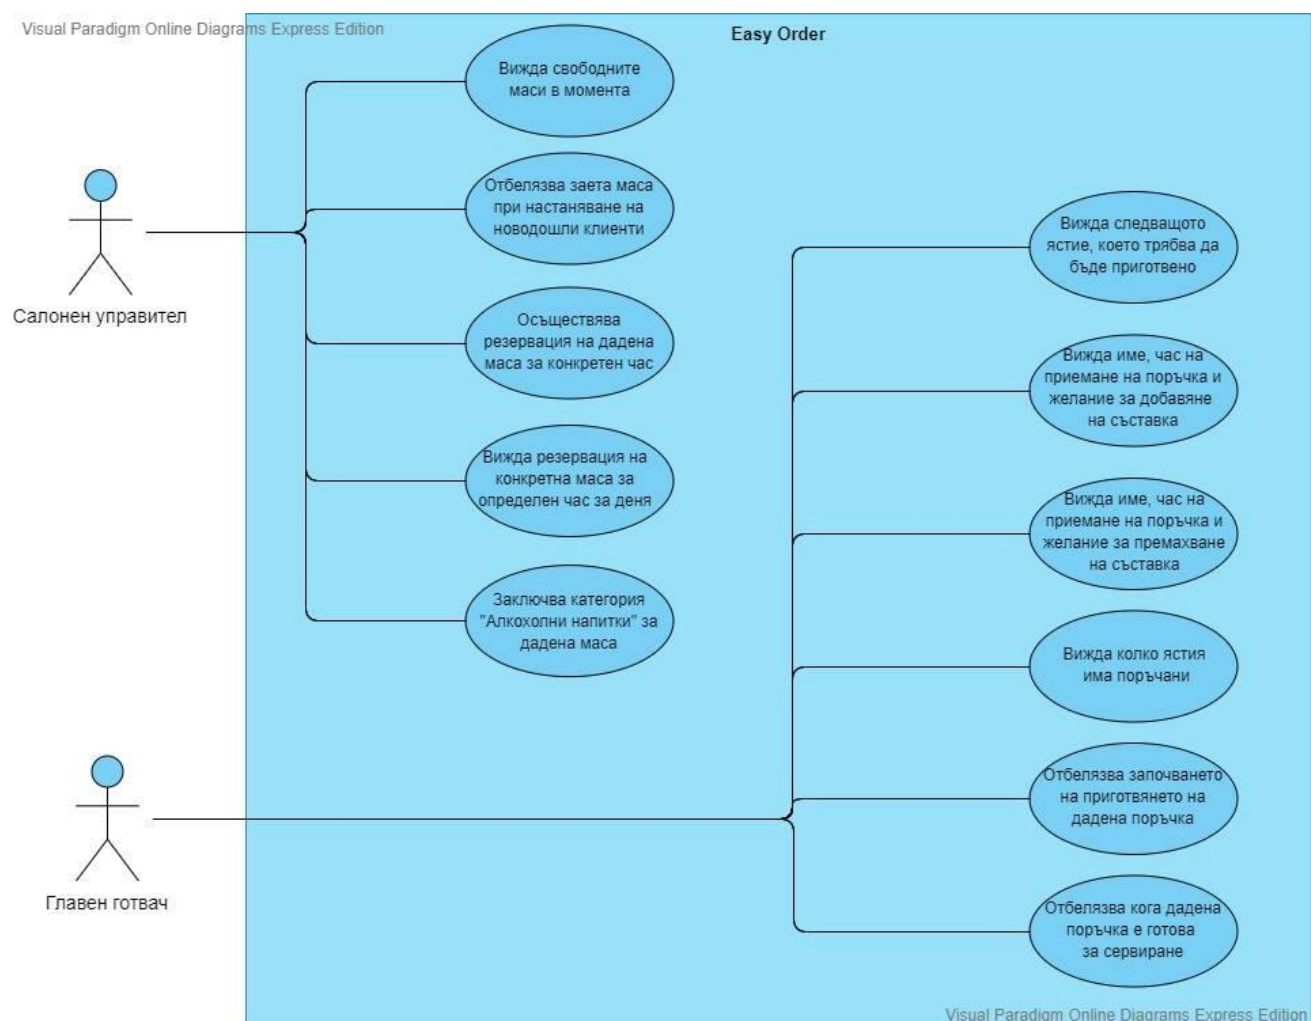 Visual Paradigm Online Diagrams Express Edition
Easy Order
Вижда свободните
маси в момента
Отбелязва заета маса
при настаняване на
новодошли клиенти
Осъществява
резервация на дадена
маса за конкретен час
Вижда резервация на
конкретна маса за
определен час за деня
Заключва категория
"Алкохолни напитки" за
дадена маса
Салонен управител
Вижда следващото
ястие, което трябва да
бъде приготвено
Вижда име, час на
приемане на поръчка и
желание за добавяне
на съставка
Вижда име, час на
приемане на поръчка и
желание за премахване
на съставка
Вижда колко ястия
има поръчани
Отбелязва започването
на приготвянето на
дадена поръчка
Отбелязва кога дадена
поръчка е готова
за сервиране
Главен готвач
Visual Paradigm Online Diagrams Express Edition